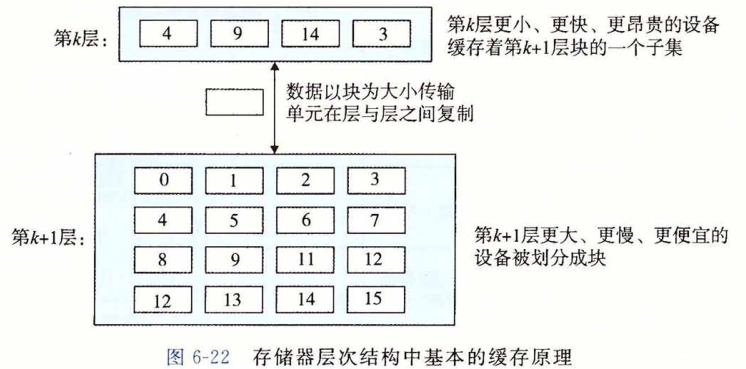 第k层：
4 9 14 3
第k层更小、更快、更昂贵的设备
缓存着第k+1层块的一个子集
数据以块为大小传输
单元在层与层之间复制
0 1 2 3
4 5 6 7
第k+1层：
8 9 11 12
12 13 14 15
第k+1层更大、更慢、更便宜的
设备被划分成块
图 6-22 存储器层次结构中基本的缓存原理